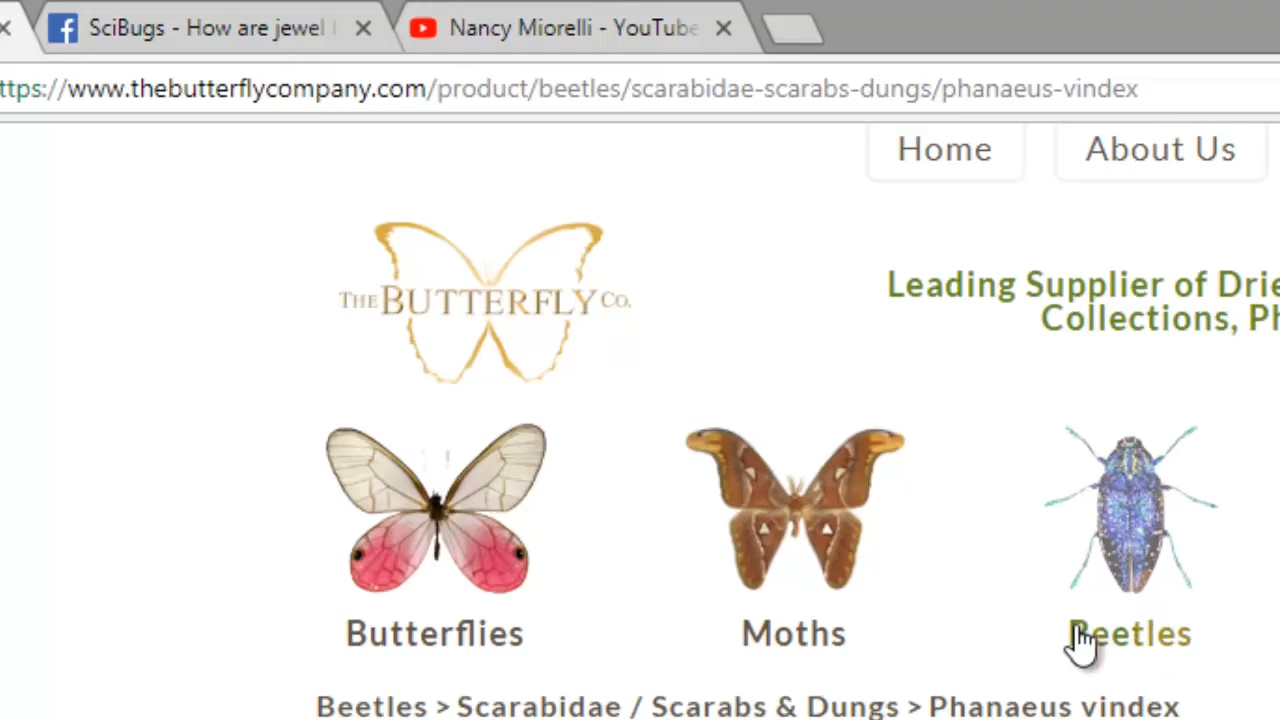 SciBugs - How are jewel
Nancy Miorelli - YouTube
ttps://www.thebutterflycompany.com/product/beetles/scarabidae-scarabs-dungs/phanaeus-vindex
Home
About Us
THE BUTTERFLY CO.
Leading Supplier of Drie
Collections, Ph
Butterflies
Moths
Beetles
Beetles > Scarabidae / Scarabs & Dungs > Phanaeus vindex